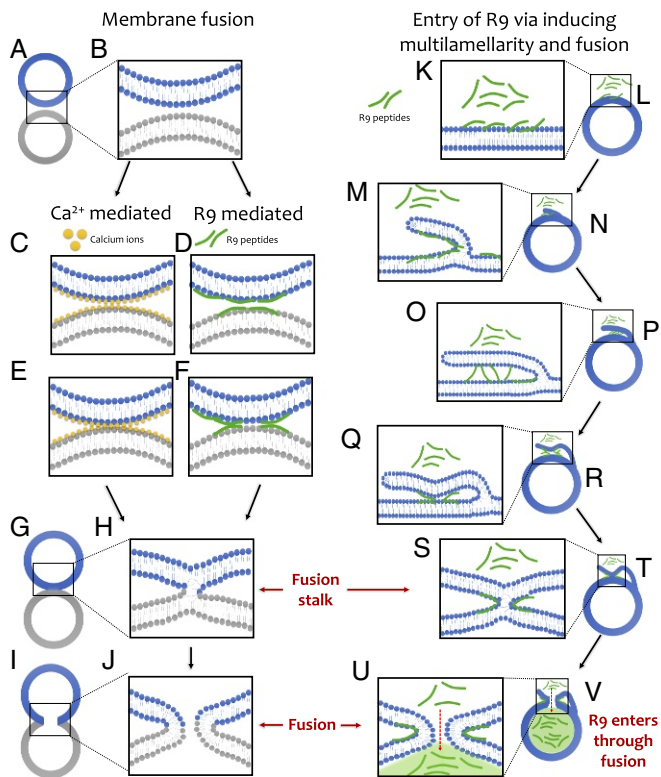 Membrane fusion
Entry of R9 via inducing
multilamellarity and fusion
A
B
K
L
R9 peptides
M
N
Ca²⁺ mediated
R9 mediated
Calcium ions
R9 peptides
C
D
O
P
E
F
Q
R
G
H
S
T
Fusion
stalk
I
J
U
V
Fusion
R9 enters
through
fusion